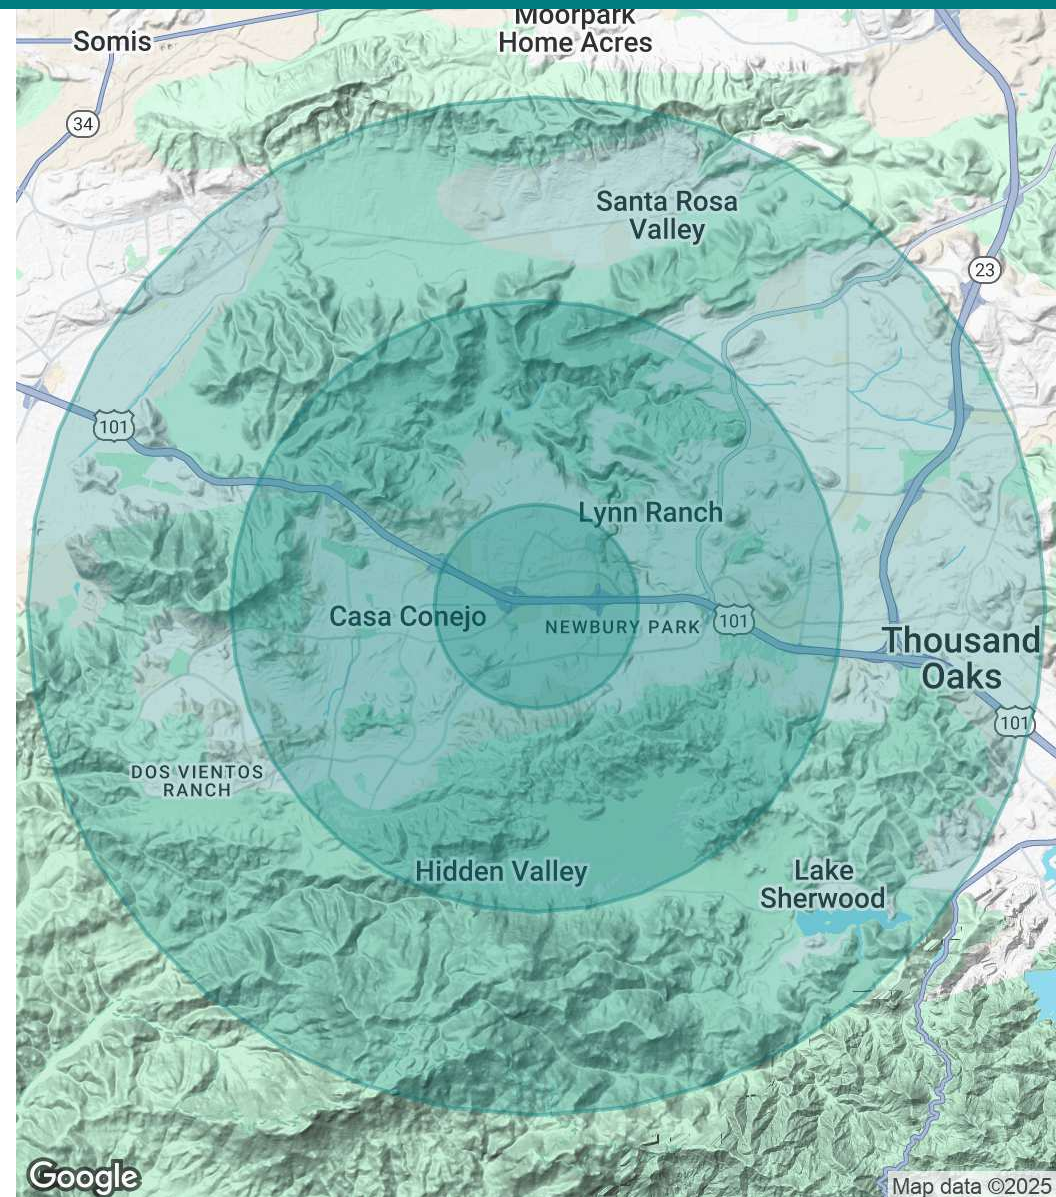 Moorpark
Home Acres
Somis
34
Santa Rosa
Valley
23
101
Lynn Ranch
Casa Conejo
NEWBURY PARK
101
Thousand
Oaks
101
DOS VIENTOS
RANCH
Hidden Valley
Lake
Sherwood
Google
Map data ©2025